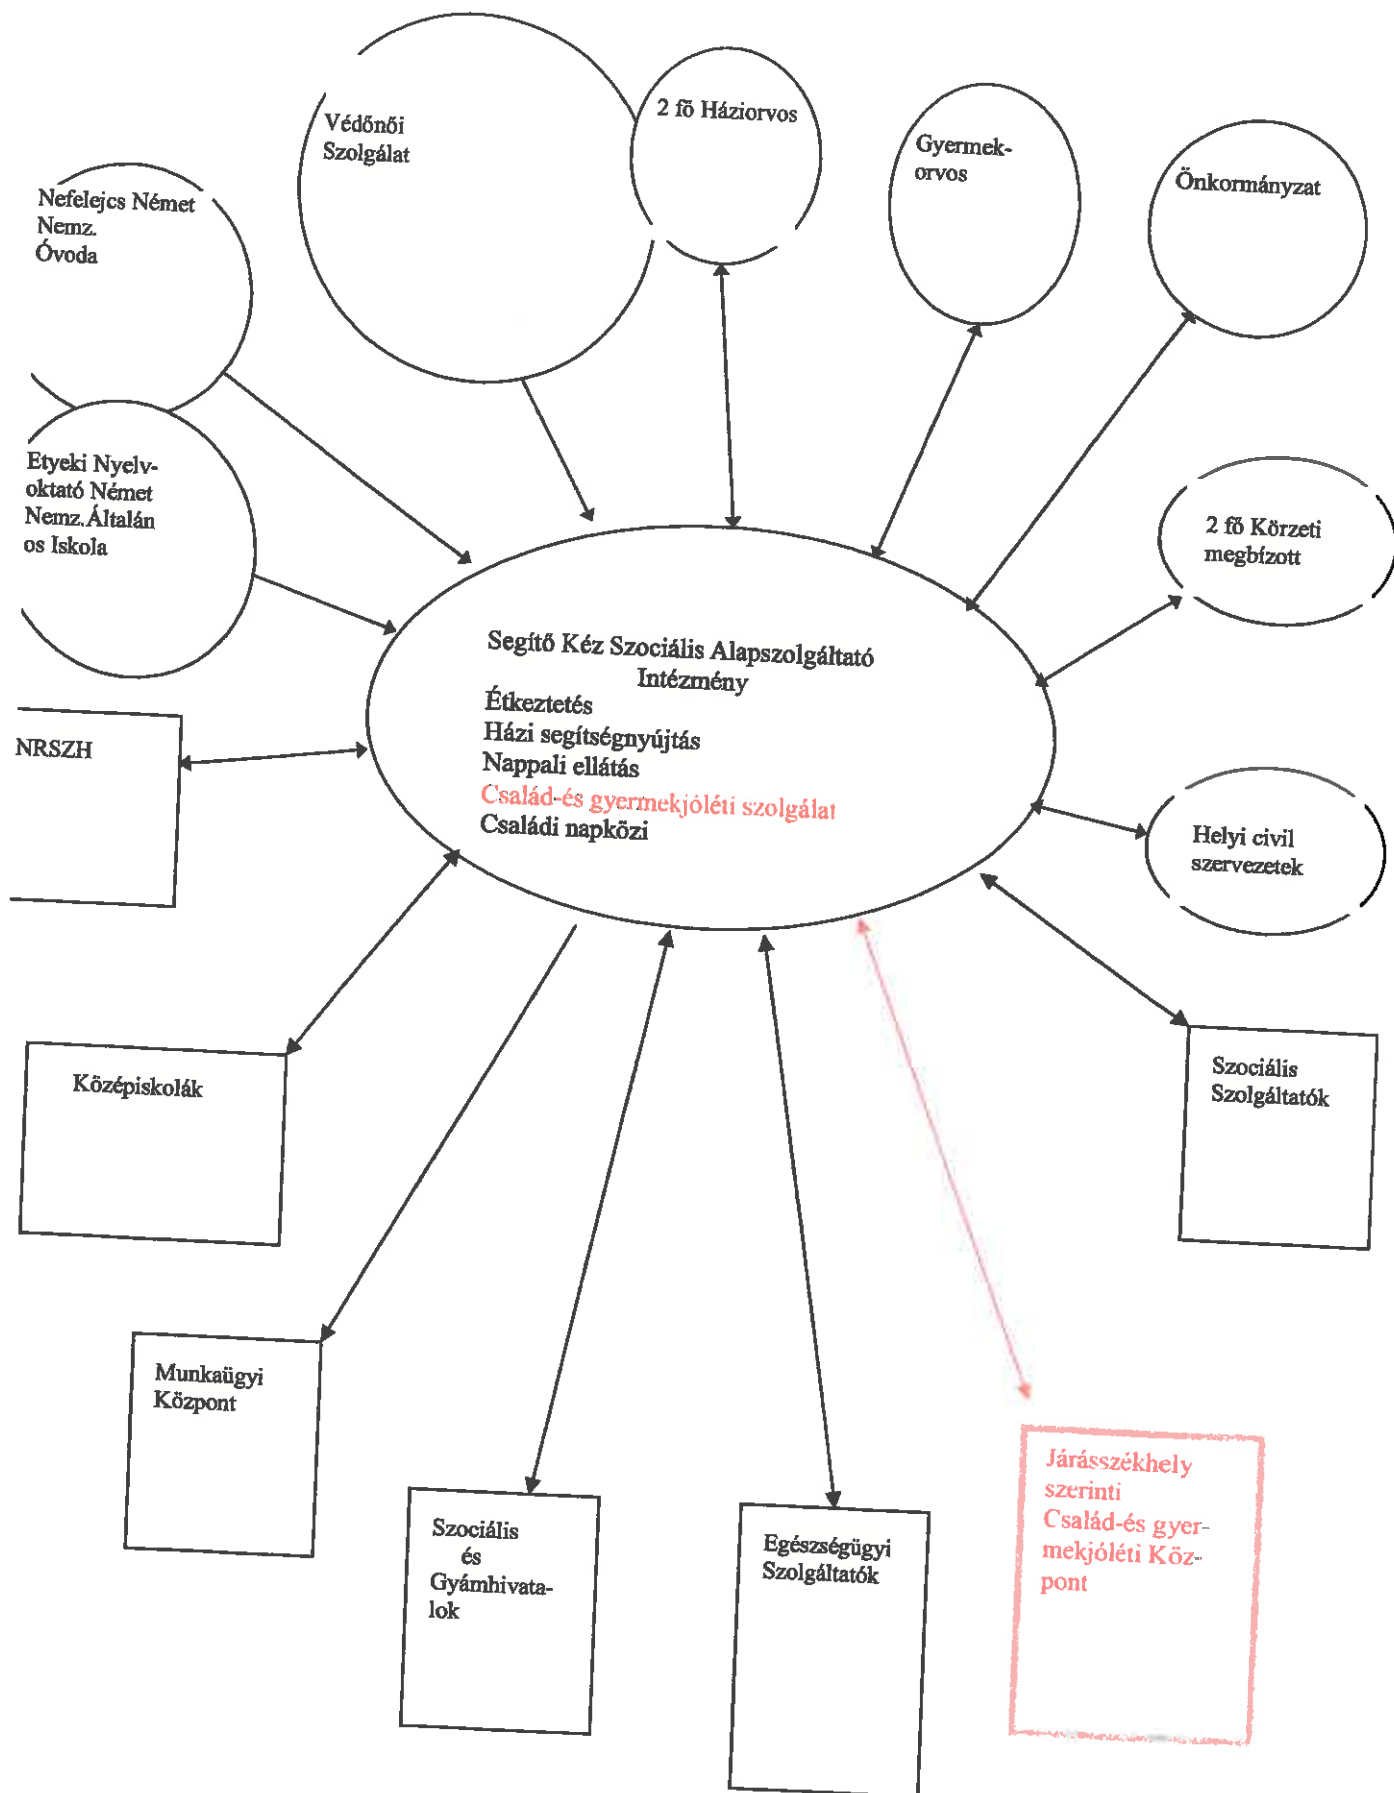 Védőnői
Szolgálat
2 fő Háziorvos
Gyermek-
orvos
Önkormányzat
Nefelejcs Német
Nemz.
Óvoda
Etyeki Nyelv-
oktató Német
Nemz.Általán
os Iskola
2 fő Körzeti
megbízott
Segítő Kéz Szociális Alapszolgáltató
Intézmény
Étkeztetés
Házi segítségnyújtás
Nappali ellátás
Család-és gyermekjóléti szolgálat
Családi napközi
NRSZH
Helyi civil
szervezetek
Középiskolák
Szociális
Szolgáltatók
Munkaügyi
Központ
Szociális
és
Gyámhivata-
lok
Egészségügyi
Szolgáltatók
Járásszékhely
szerinti
Család-és gyer-
mekjóléti Köz-
pont